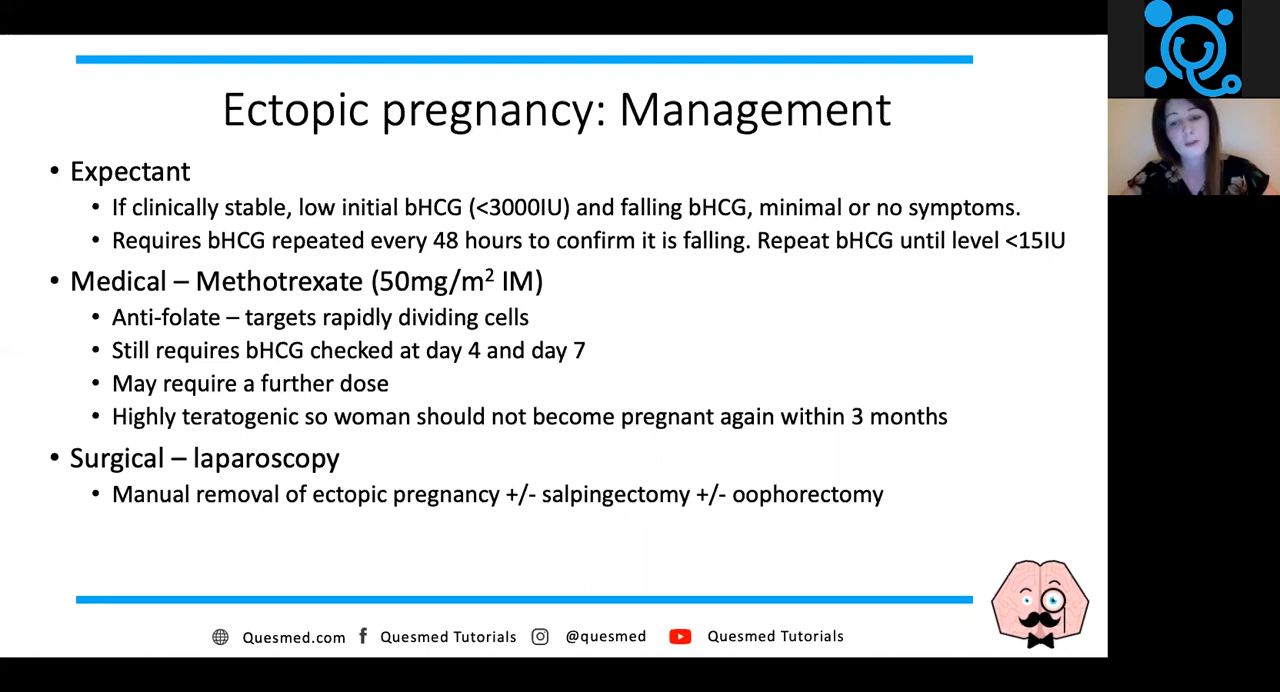 Ectopic pregnancy: Management
• Expectant
• If clinically stable, low initial bHCG (<3000IU) and falling bHCG, minimal or no symptoms.
• Requires bHCG repeated every 48 hours to confirm it is falling. Repeat bHCG until level <15IU
• Medical – Methotrexate (50mg/m² IM)
• Anti-folate – targets rapidly dividing cells
• Still requires bHCG checked at day 4 and day 7
• May require a further dose
• Highly teratogenic so woman should not become pregnant again within 3 months
• Surgical – laparoscopy
• Manual removal of ectopic pregnancy +/- salpingectomy +/- oophorectomy
Quesmed.com f Quesmed Tutorials @quesmed Quesmed Tutorials